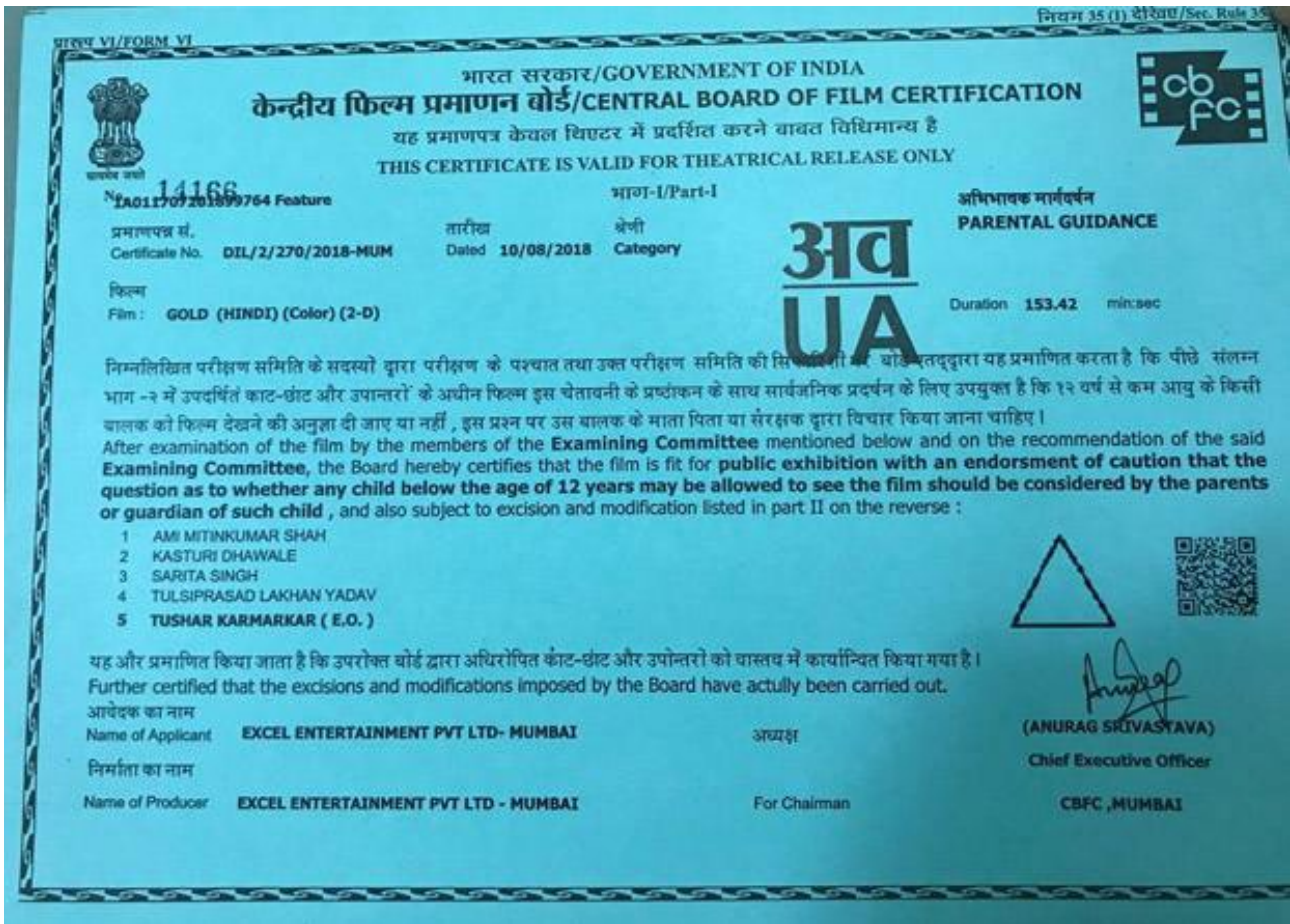 नियम 35 (1) देखिए/Sec. Rule 35
प्रारूप VI/FORM VI
भारत सरकार/GOVERNMENT OF INDIA
केन्द्रीय फिल्म प्रमाणन बोर्ड/CENTRAL BOARD OF FILM CERTIFICATION
cb
fc
यह प्रमाणपत्र केवल थिएटर में प्रदर्शित करने बाबत विधिमान्य है
THIS CERTIFICATE IS VALID FOR THEATRICAL RELEASE ONLY
सत्यमेव जयते
No. 14166
Feature
भाग-I/Part-I
अभिभावक मार्गदर्षन
PARENTAL GUIDANCE
प्रमाणपत्र सं. तारीख श्रेणी
Certificate No. DIL/2/270/2018-MUM Dated 10/08/2018 Category
अव
UA
फिल्म
Film : GOLD (HINDI) (Color) (2-D)
Duration 153.42 min:sec
निम्नलिखित परीक्षण समिति के सदस्यों द्वारा परीक्षण के पश्चात तथा उक्त परीक्षण समिति की बोर्ड एतद्द्वारा यह प्रमाणित करता है कि पीछे संलग्न
भाग -२ में उपदर्षित काट-छांट और उपान्तरों के अधीन फिल्म इस चेतावनी के प्रष्ठांकन के साथ सार्वजनिक प्रदर्षन के लिए उपयुक्त है कि १२ वर्ष से कम आयु के किसी
बालक को फिल्म देखने की अनुज्ञा दी जाए या नहीं , इस प्रश्न पर उस बालक के माता पिता या संरक्षक द्वारा विचार किया जाना चाहिए ।
After examination of the film by the members of the Examining Committee mentioned below and on the recommendation of the said
Examining Committee, the Board hereby certifies that the film is fit for public exhibition with an endorsment of caution that the
question as to whether any child below the age of 12 years may be allowed to see the film should be considered by the parents
or guardian of such child , and also subject to excision and modification listed in part II on the reverse :
1 AMI MITINKUMAR SHAH
2 KASTURI DHAWALE
3 SARITA SINGH
4 TULSIPRASAD LAKHAN YADAV
5 TUSHAR KARMARKAR ( E.O. )
यह और प्रमाणित किया जाता है कि उपरोक्त बोर्ड द्वारा अधिरोपित काट-छांट और उपोन्तरो को वास्तव में कार्यान्वित किया गया है ।
Further certified that the excisions and modifications imposed by the Board have actully been carried out.
आवेदक का नाम
Name of Applicant EXCEL ENTERTAINMENT PVT LTD- MUMBAI
अध्यक्ष
(ANURAG SRIVASTAVA)
निर्माता का नाम
Chief Executive Officer
Name of Producer EXCEL ENTERTAINMENT PVT LTD - MUMBAI For Chairman CBFC ,MUMBAI